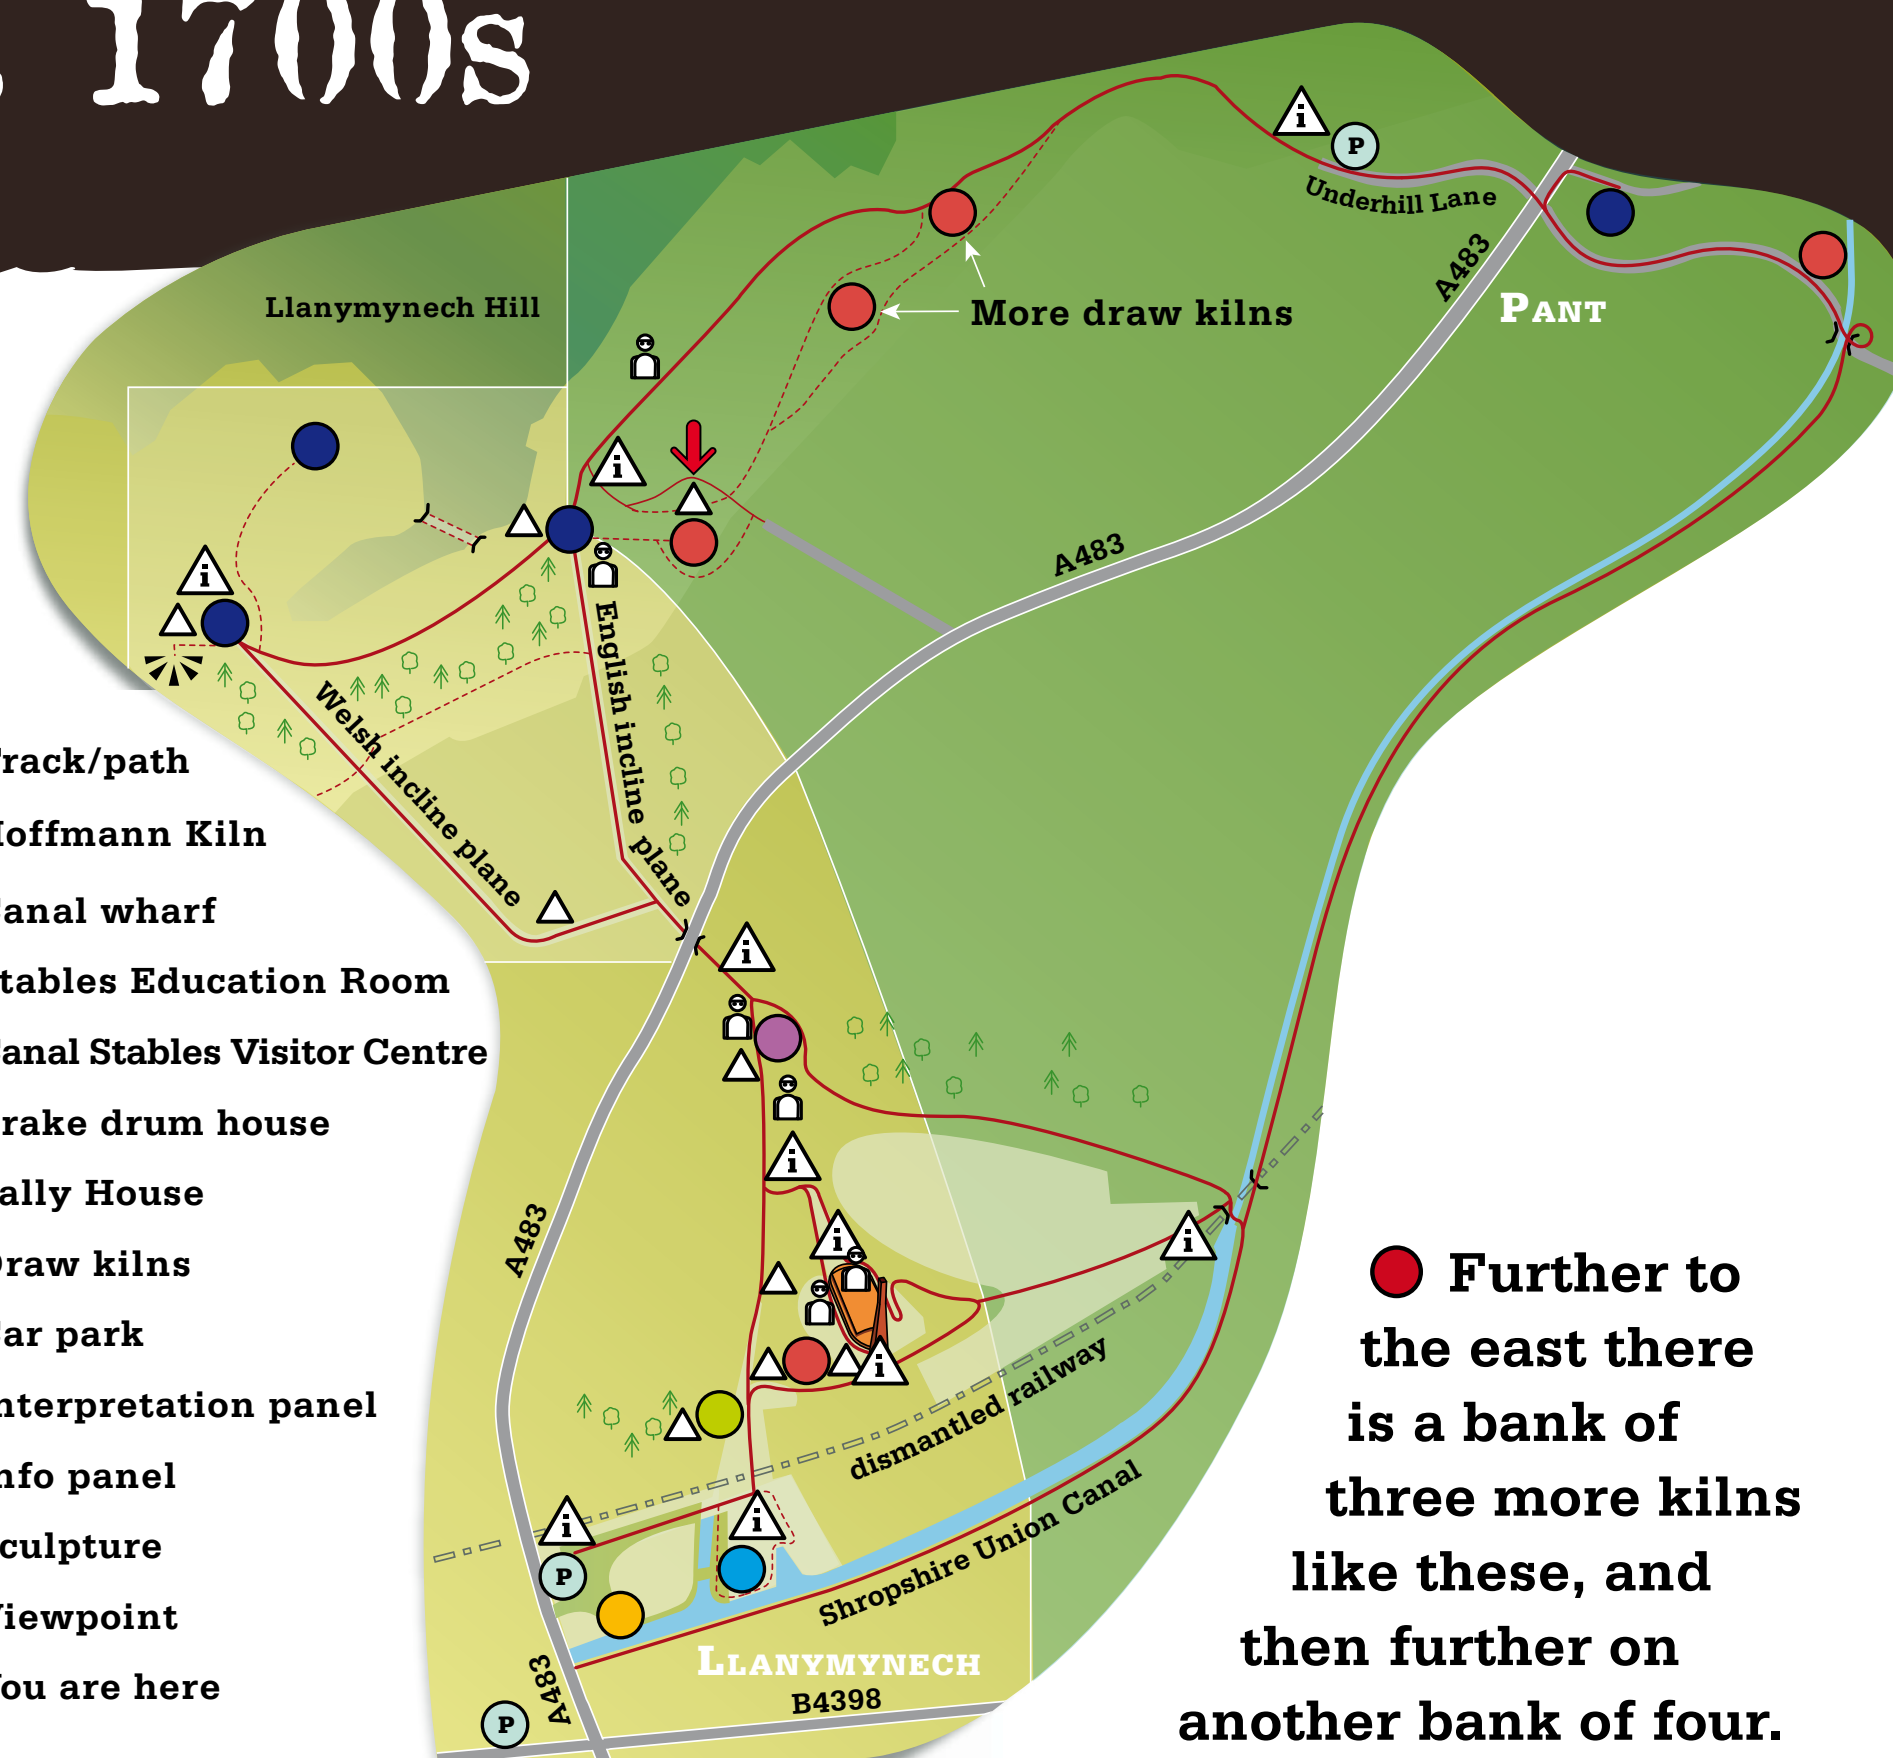 1700s
Llanymynech Hill
More draw kilns
Underhill Lane
A483
PANT
A483
English incline plane
Welsh incline plane
A483
dismantled railway
Shropshire Union Canal
LLANYMYNECH
B4398
A483
P
P
P
i
i
i
i
i
i
i
i
i
i
rack/path
offmann Kiln
anal wharf
tables Education Room
anal Stables Visitor Centre
rake drum house
ally House
raw kilns
ar park
nterpretation panel
nfo panel
culpture
iewpoint
ou are here
Further to
the east there
is a bank of
three more kilns
like these, and
then further on
another bank of four.